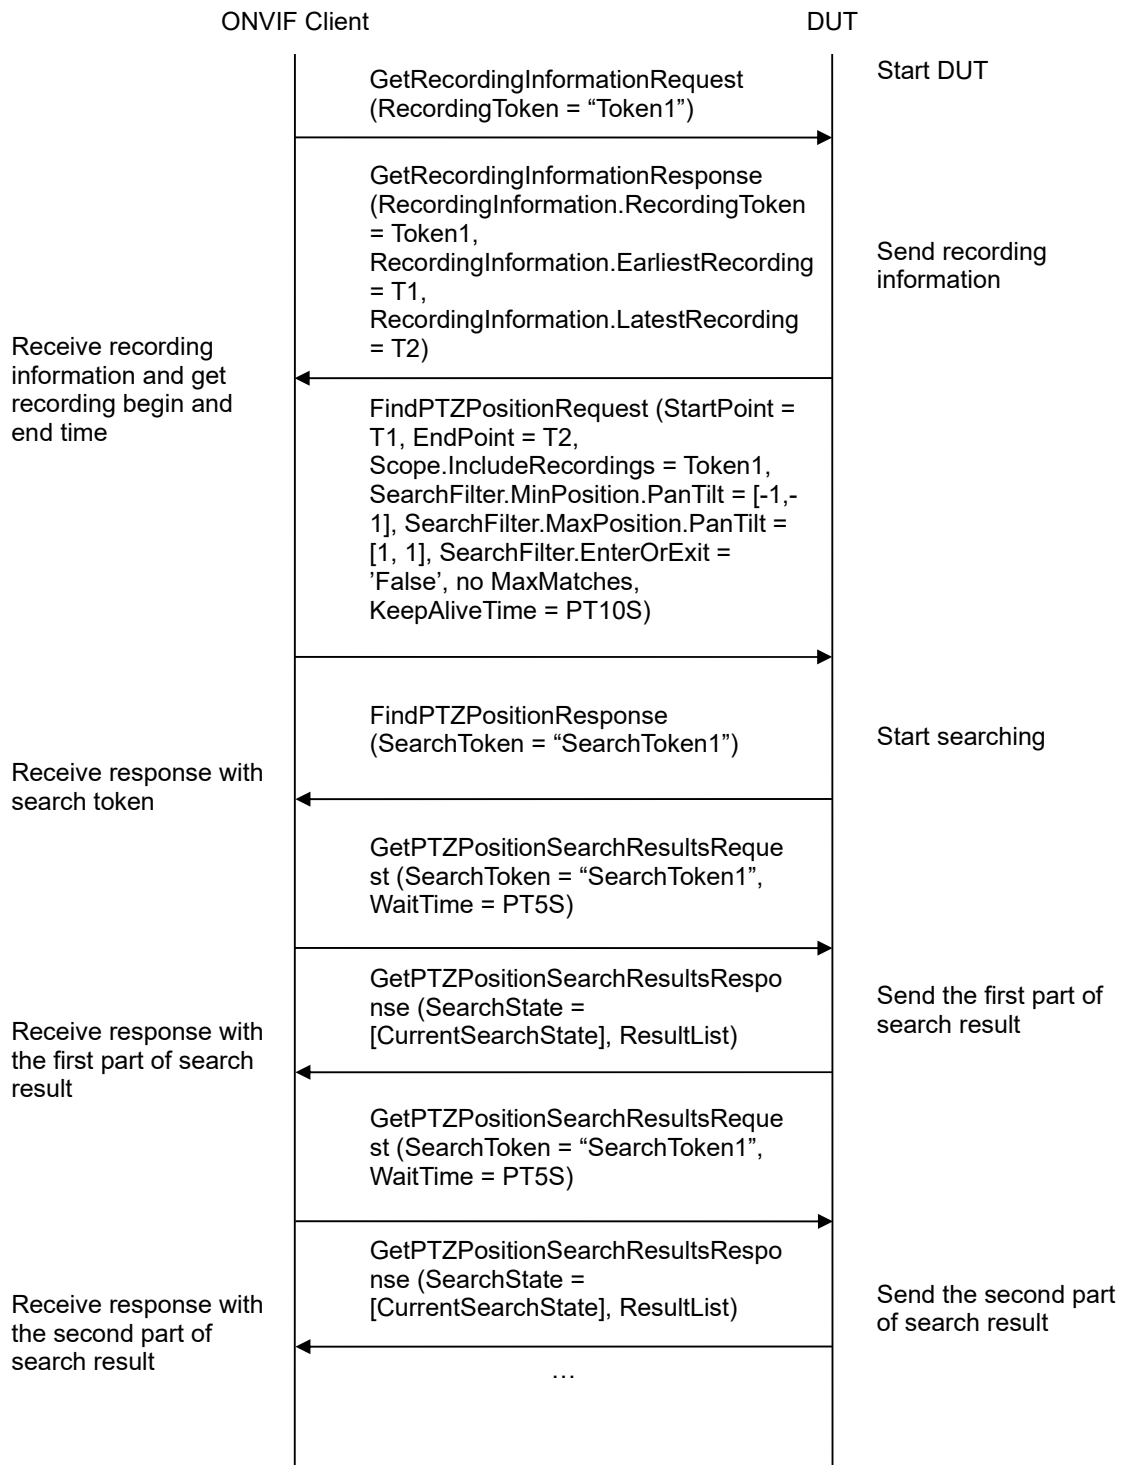 ONVIF Client
DUT
Start DUT
GetRecordingInformationRequest
(RecordingToken = “Token1”)
GetRecordingInformationResponse
(RecordingInformation.RecordingToken
= Token1,
RecordingInformation.EarliestRecording
= T1,
RecordingInformation.LatestRecording
= T2)
Send recording
information
Receive recording
information and get
recording begin and
end time
FindPTZPositionRequest (StartPoint =
T1, EndPoint = T2,
Scope.IncludeRecordings = Token1,
SearchFilter.MinPosition.PanTilt = [-1,-
1], SearchFilter.MaxPosition.PanTilt =
[1, 1], SearchFilter.EnterOrExit =
’False’, no MaxMatches,
KeepAliveTime = PT10S)
FindPTZPositionResponse
(SearchToken = “SearchToken1”)
Start searching
Receive response with
search token
GetPTZPositionSearchResultsReque
st (SearchToken = “SearchToken1”,
WaitTime = PT5S)
GetPTZPositionSearchResultsRespo
nse (SearchState =
[CurrentSearchState], ResultList)
Send the first part of
search result
Receive response with
the first part of search
result
GetPTZPositionSearchResultsReque
st (SearchToken = “SearchToken1”,
WaitTime = PT5S)
GetPTZPositionSearchResultsRespo
nse (SearchState =
[CurrentSearchState], ResultList)
Send the second part
of search result
Receive response with
the second part of
search result
…